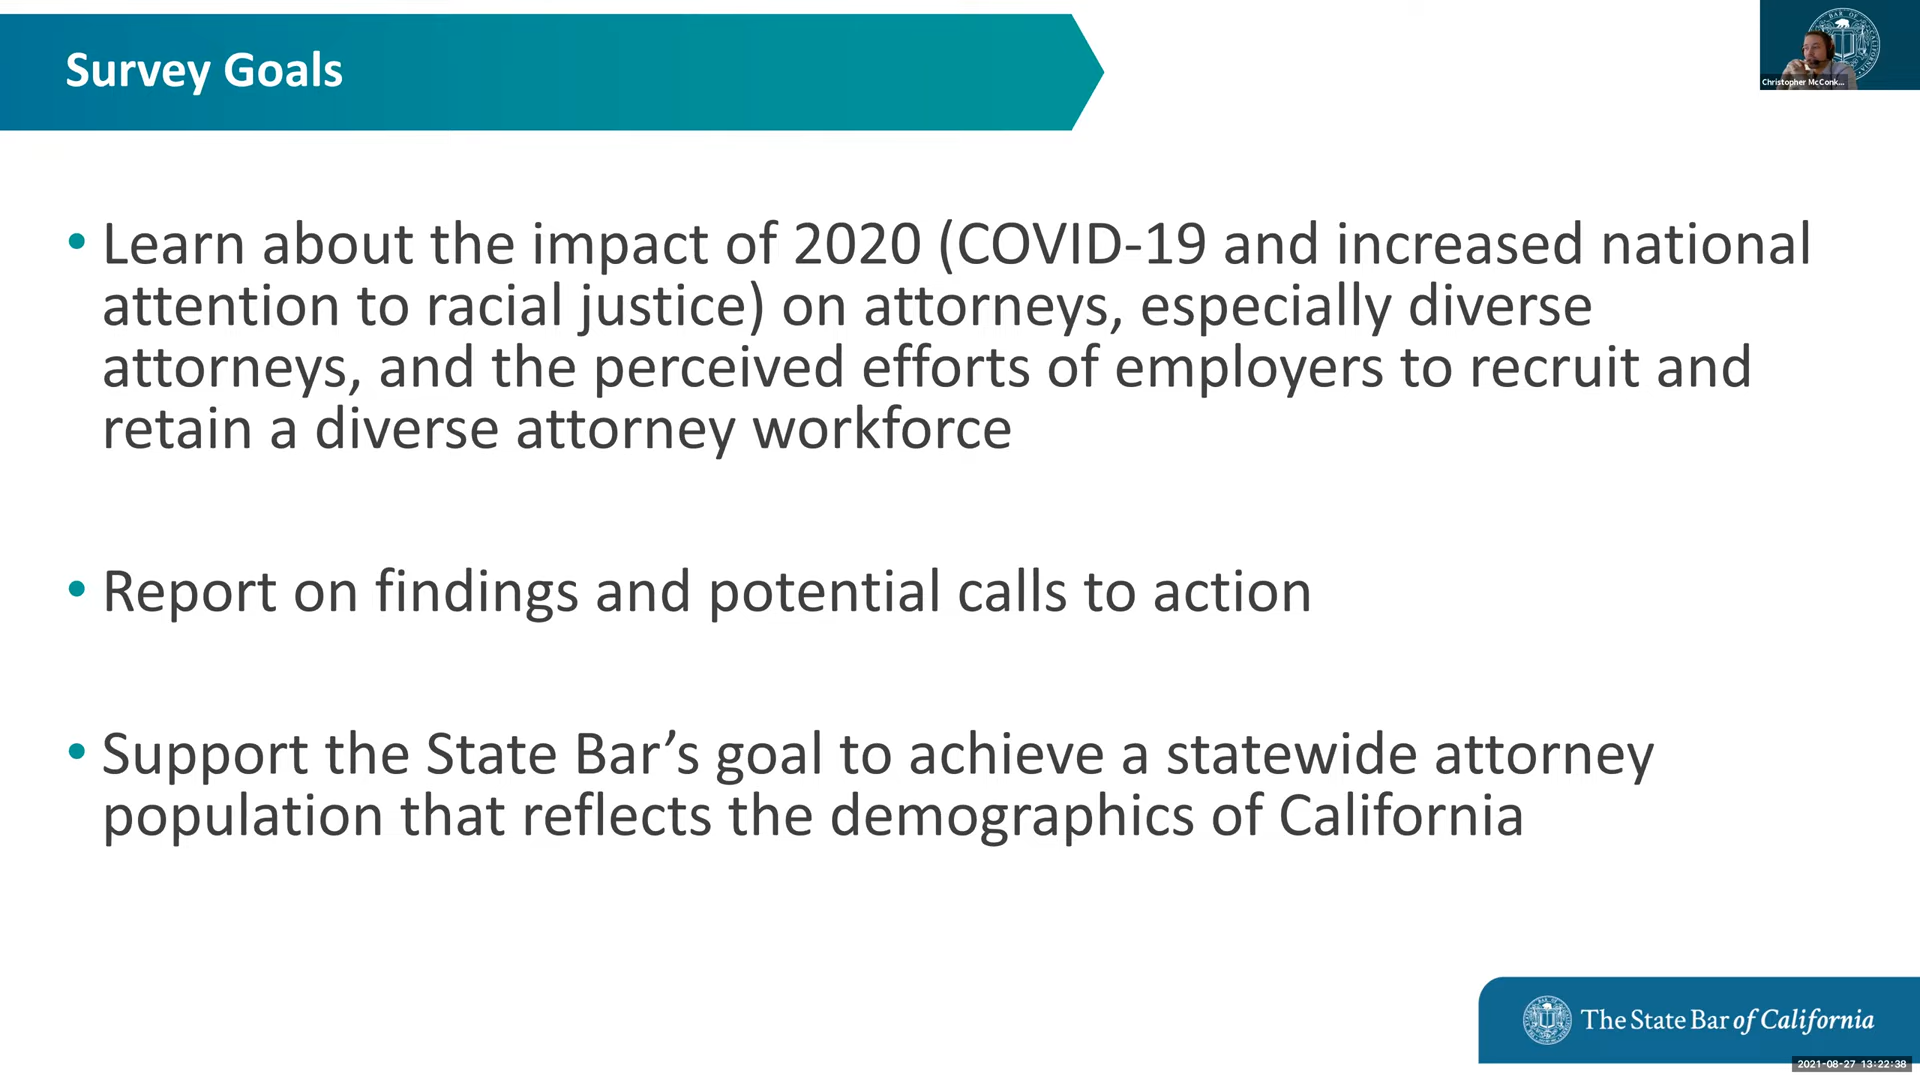 Survey Goals
Christopher McConk...
• Learn about the impact of 2020 (COVID-19 and increased national
attention to racial justice) on attorneys, especially diverse
attorneys, and the perceived efforts of employers to recruit and
retain a diverse attorney workforce
• Report on findings and potential calls to action
• Support the State Bar’s goal to achieve a statewide attorney
population that reflects the demographics of California
The State Bar of California
2021-08-27 13:22:38